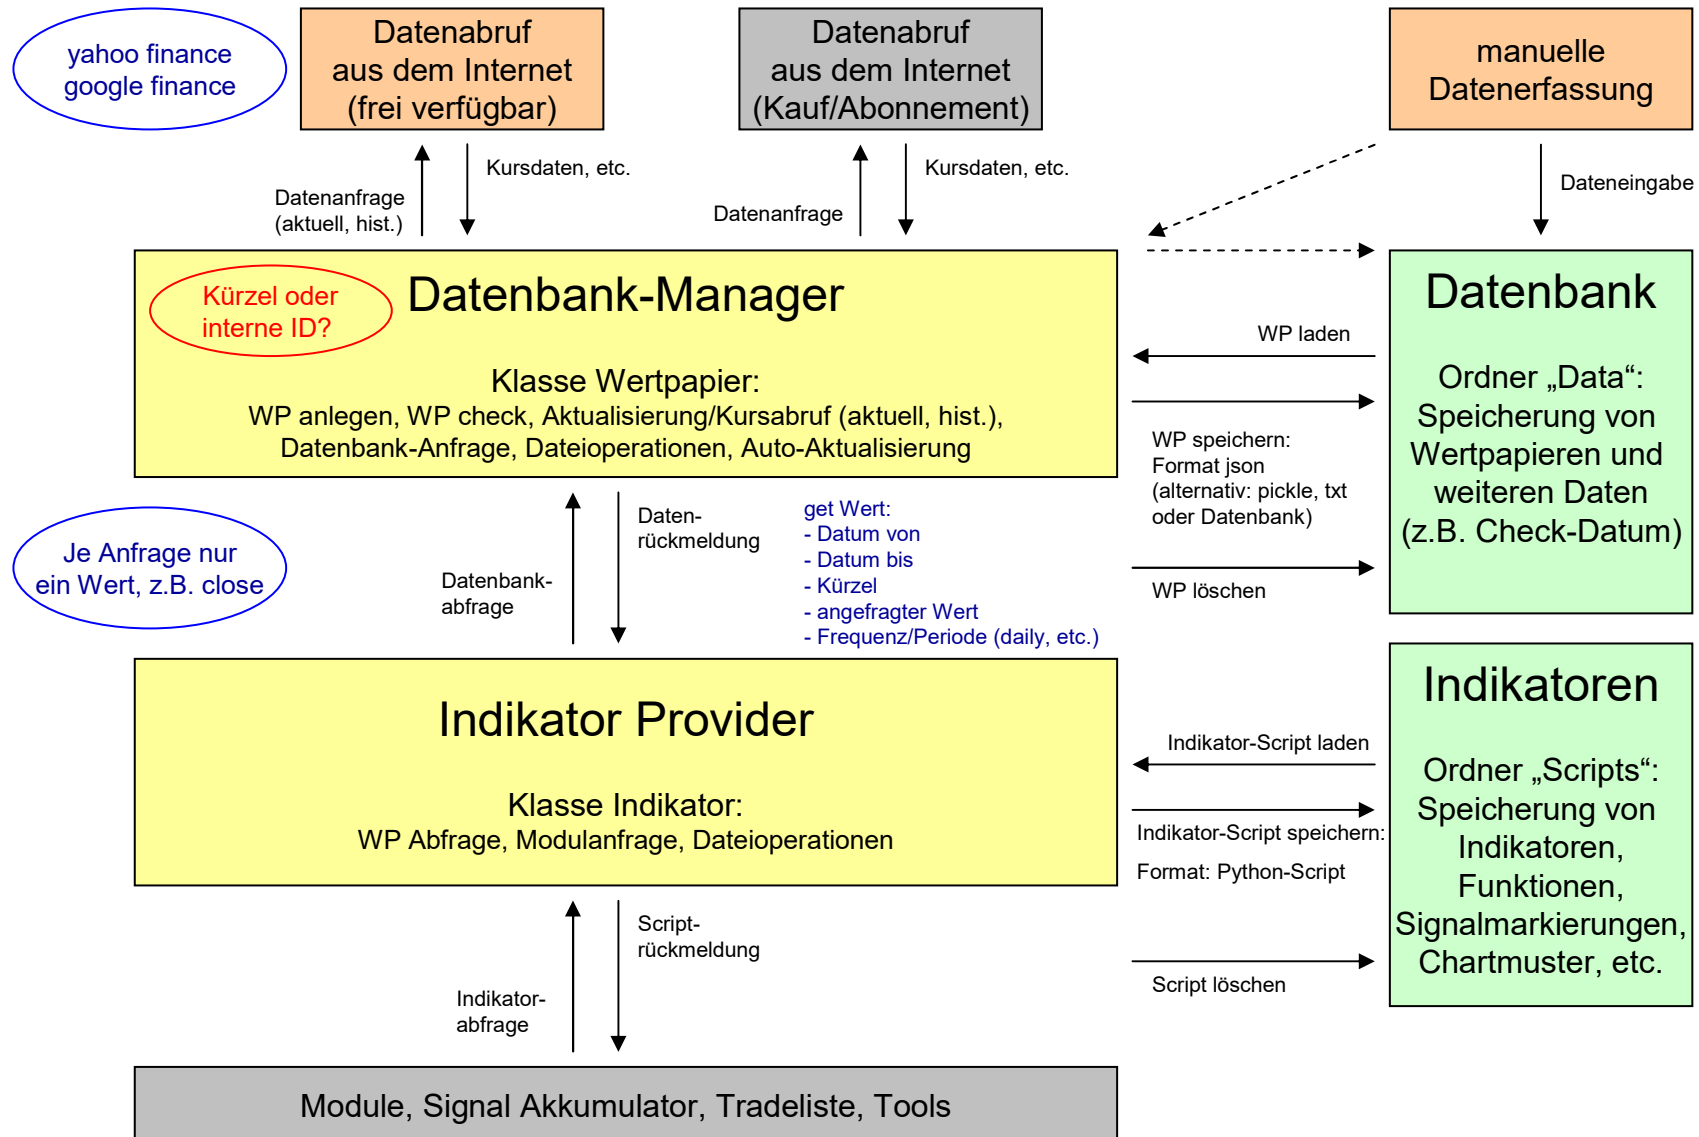 yahoo finance
google finance
Datenabruf
aus dem Internet
(frei verfügbar)
Datenabruf
aus dem Internet
(Kauf/Abonnement)
manuelle
Datenerfassung
Datenanfrage
(aktuell, hist.)
Kursdaten, etc.
Datenanfrage
Kursdaten, etc.
Dateneingabe
Kürzel oder
interne ID?
Datenbank-Manager
Klasse Wertpapier:
WP anlegen, WP check, Aktualisierung/Kursabruf (aktuell, hist.),
Datenbank-Anfrage, Dateioperationen, Auto-Aktualisierung
WP laden
WP speichern:
Format json
(alternativ: pickle, txt
oder Datenbank)
WP löschen
Datenbank
Ordner „Data“:
Speicherung von
Wertpapieren und
weiteren Daten
(z.B. Check-Datum)
Je Anfrage nur
ein Wert, z.B. close
Datenbank-
abfrage
Daten-
rückmeldung
get Wert:
- Datum von
- Datum bis
- Kürzel
- angefragter Wert
- Frequenz/Periode (daily, etc.)
Indikator Provider
Klasse Indikator:
WP Abfrage, Modulanfrage, Dateioperationen
Indikator-Script laden
Indikator-Script speichern:
Format: Python-Script
Script löschen
Indikatoren
Ordner „Scripts“:
Speicherung von
Indikatoren,
Funktionen,
Signalmarkierungen,
Chartmuster, etc.
Indikator-
abfrage
Script-
rückmeldung
Module, Signal Akkumulator, Tradeliste, Tools